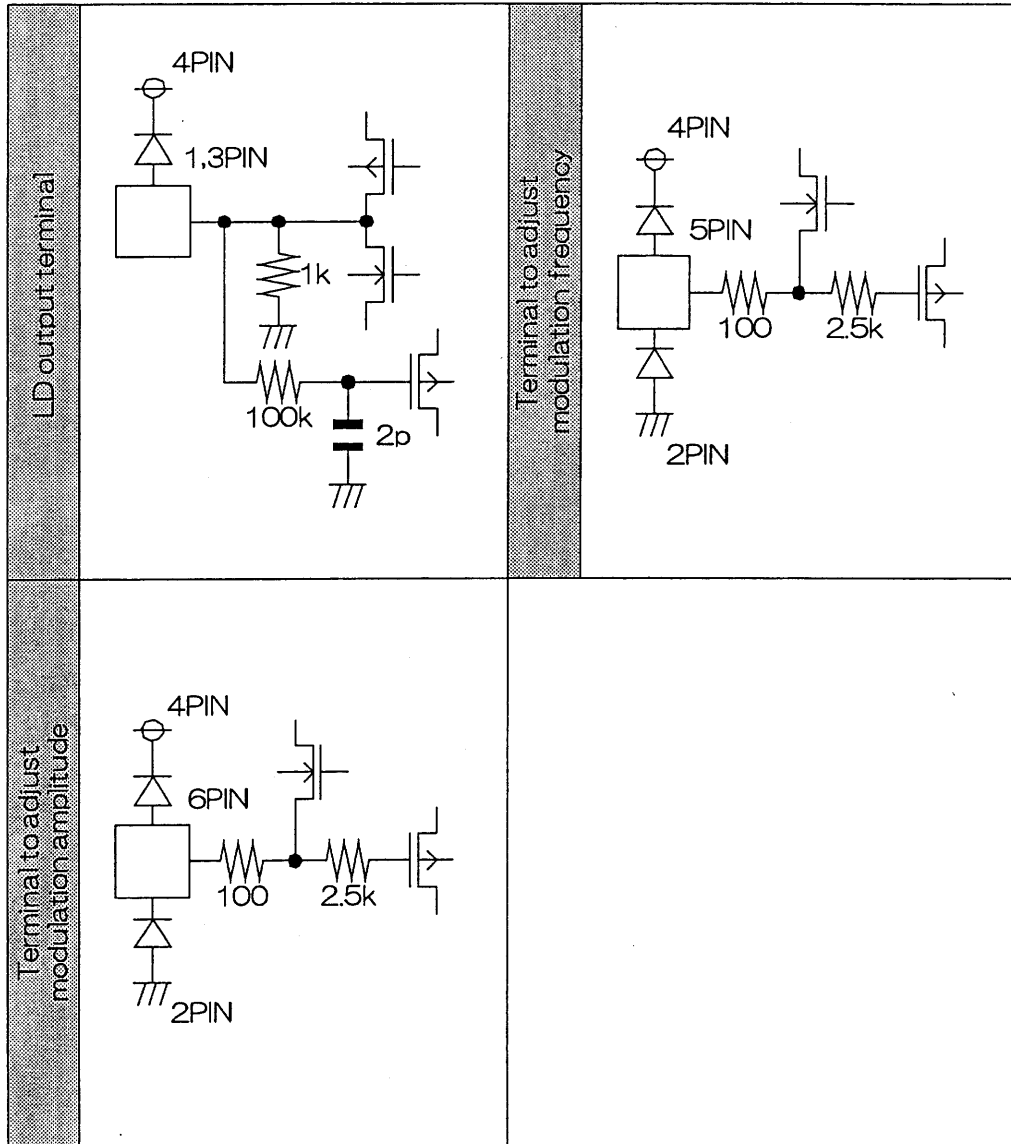 LD output terminal
4PIN
1,3PIN
1k
100k
2p
Terminal to adjust
modulation frequency
4PIN
5PIN
100
2.5k
2PIN
Terminal to adjust
modulation amplitude
4PIN
6PIN
100
2.5k
2PIN